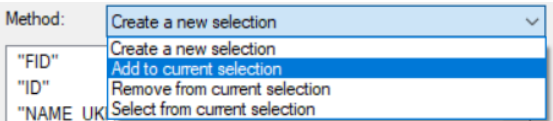 Method: Create a new selection
Create a new selection
"FID"
Add to current selection
"ID"
Remove from current selection
"NAME_UK
Select from current selection